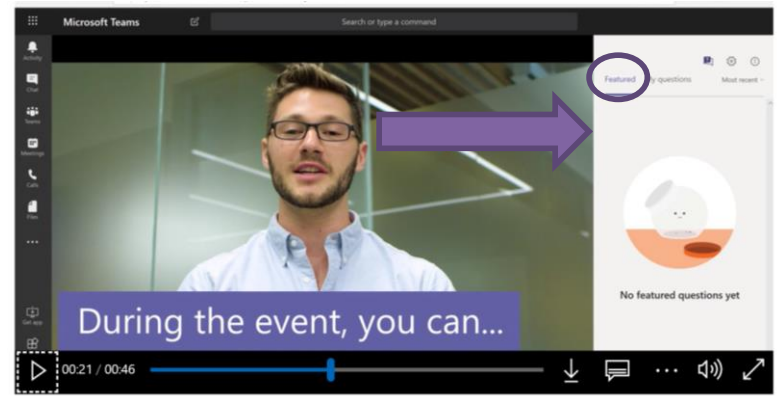 Microsoft Teams
Search or type a command
Activity
Chat
Teams
Meetings
Calls
Files
Get app
Featured
y questions
Most recent
No featured questions yet
During the event, you can...
00:21 / 00:46